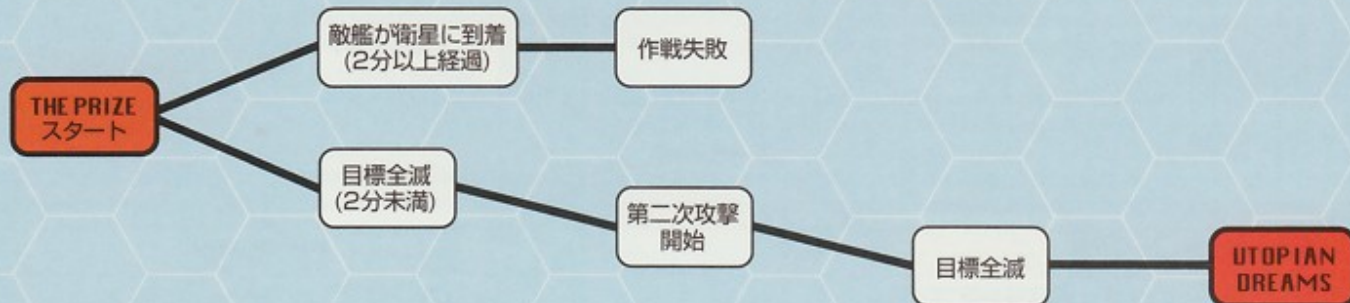 敵艦が衛星に到着
(2分以上経過)
作戦失敗
THE PRIZE
スタート
目標全滅
(2分未満)
第二次攻撃
開始
目標全滅
UTOPIAN
DREAMS